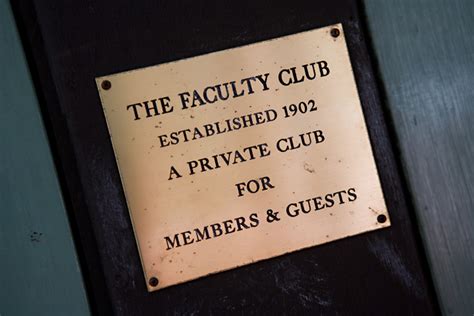 THE FACULTY CLUB
ESTABLISHED 1902
A PRIVATE CLUB
FOR
MEMBERS & GUESTS